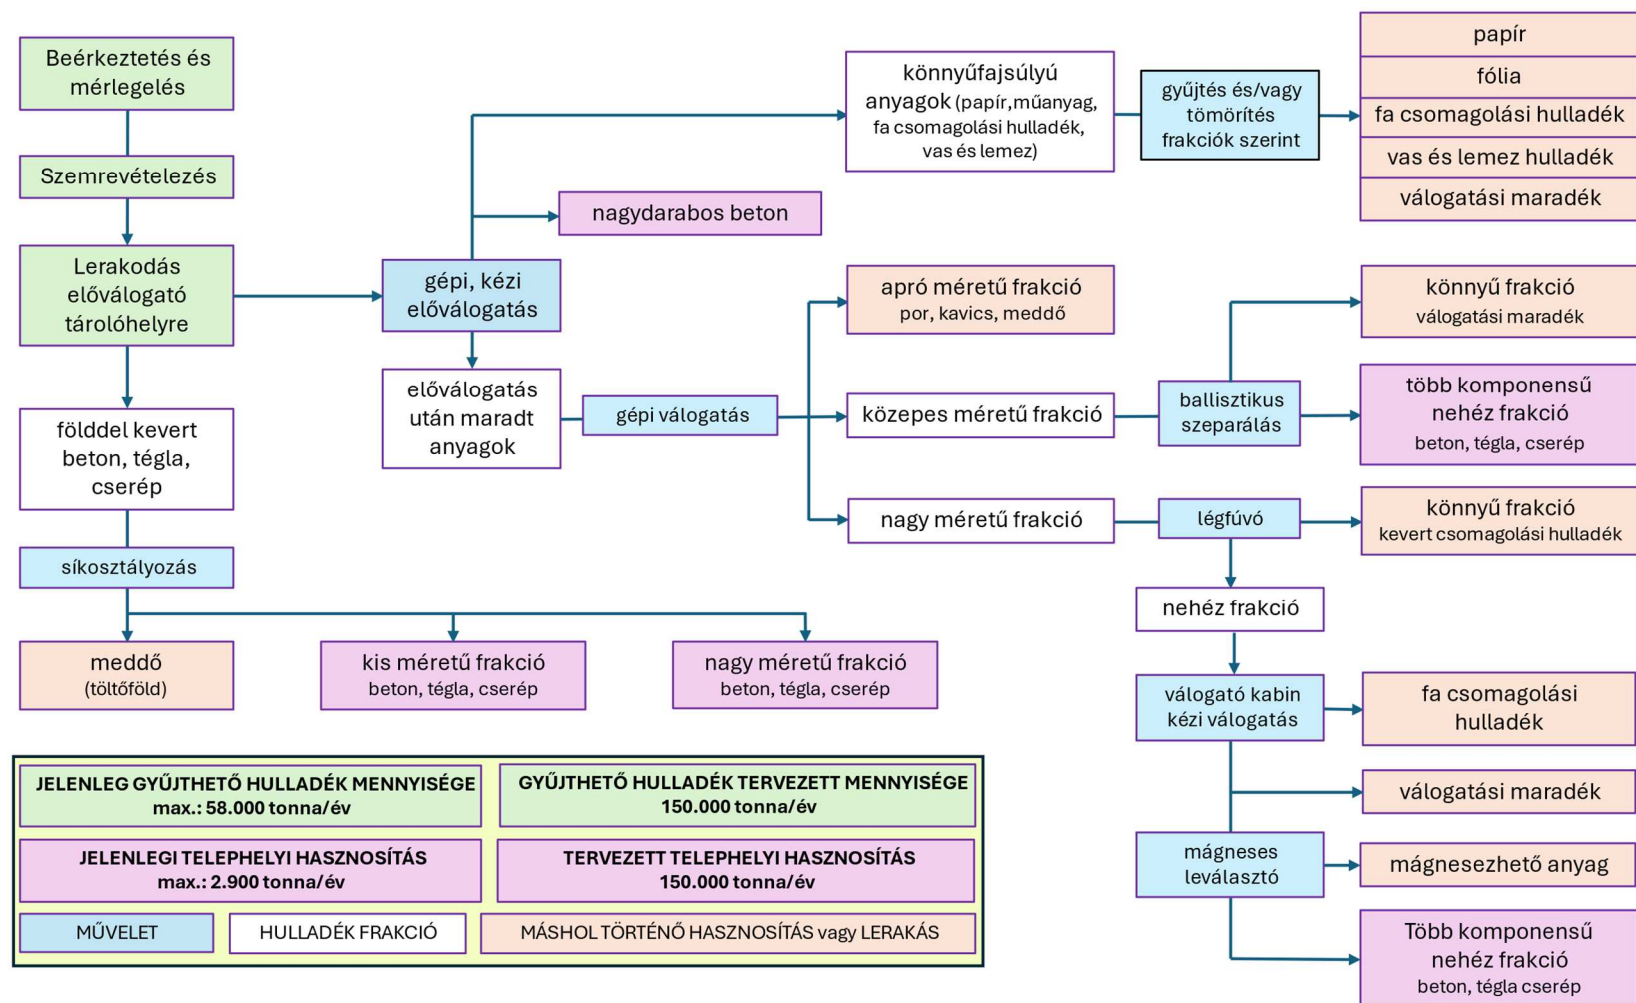 Beérkeztetés és
mérlegelés
Szemrevételezés
Lerakodás
előválogató
tárolóhelyre
földdel kevert
beton, tégla,
cserép
síkosztályozás
meddő
(töltőföld)
kis méretű frakció
beton, tégla, cserép
nagy méretű frakció
beton, tégla, cserép
gépi, kézi
előválogatás
nagydarabos beton
könnyűfajsúlyú
anyagok (papír,műanyag,
fa csomagolási hulladék,
vas és lemez)
gyűjtés és/vagy
tömörítés
frakciók szerint
papír
fólia
fa csomagolási hulladék
vas és lemez hulladék
válogatási maradék
előválogatás
után maradt
anyagok
gépi válogatás
apró méretű frakció
por, kavics, meddő
közepes méretű frakció
ballisztikus
szeparálás
könnyű frakció
válogatási maradék
több komponensű
nehéz frakció
beton, tégla, cserép
nagy méretű frakció
légfúvó
könnyű frakció
kevert csomagolási hulladék
nehéz frakció
válogató kabin
kézi válogatás
fa csomagolási
hulladék
válogatási maradék
mágneses
leválasztó
mágnesezhető anyag
Több komponensű
nehéz frakció
beton, tégla cserép
JELENLEG GYŰJTHETŐ HULLADÉK MENNYISÉGE
max.: 58.000 tonna/év
GYŰJTHETŐ HULLADÉK TERVEZETT MENNYISÉGE
150.000 tonna/év
JELENLEGI TELEPHELYI HASZNOSÍTÁS
max.: 2.900 tonna/év
TERVEZETT TELEPHELYI HASZNOSÍTÁS
150.000 tonna/év
MŰVELET
HULLADÉK FRAKCIÓ
MÁSHOL TÖRTÉNŐ HASZNOSÍTÁS vagy LERAKÁS